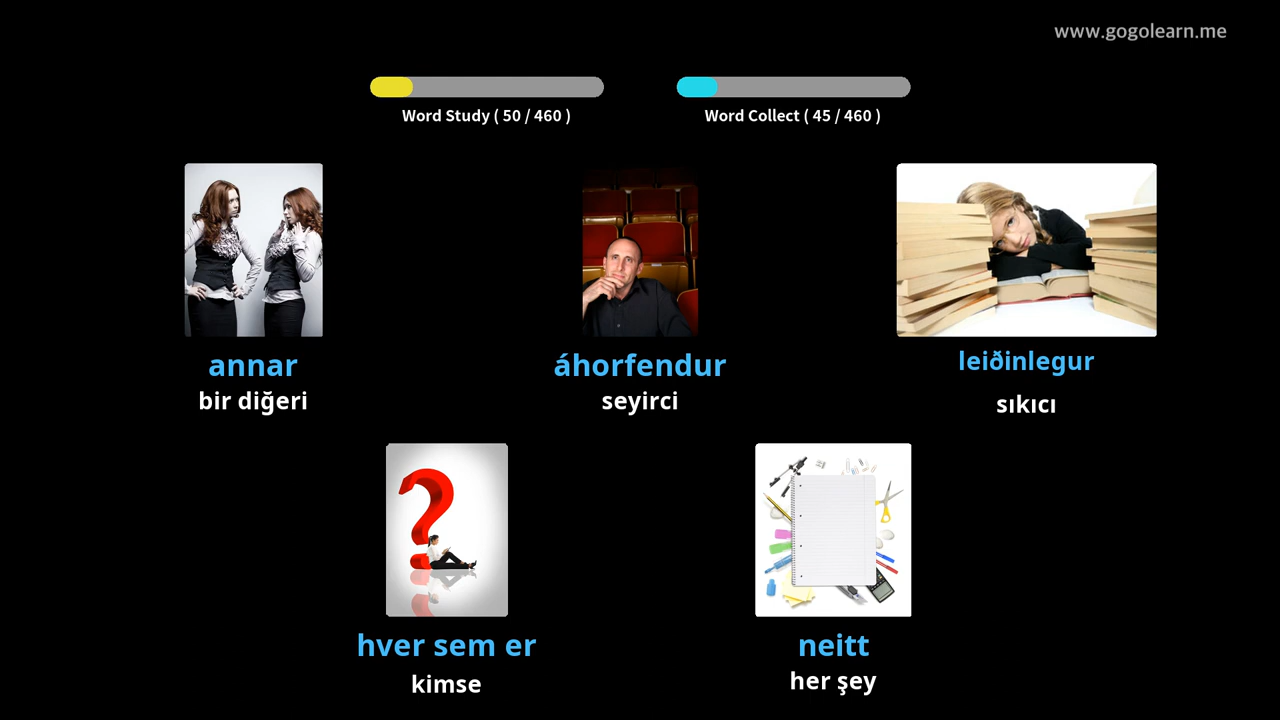 www.gogolearn.me
Word Study ( 50 / 460 )
Word Collect ( 45 / 460 )
annar
bir diğeri
áhorfendur
seyirci
leiðinlegur
sıkıcı
hver sem er
kimse
neitt
her şey